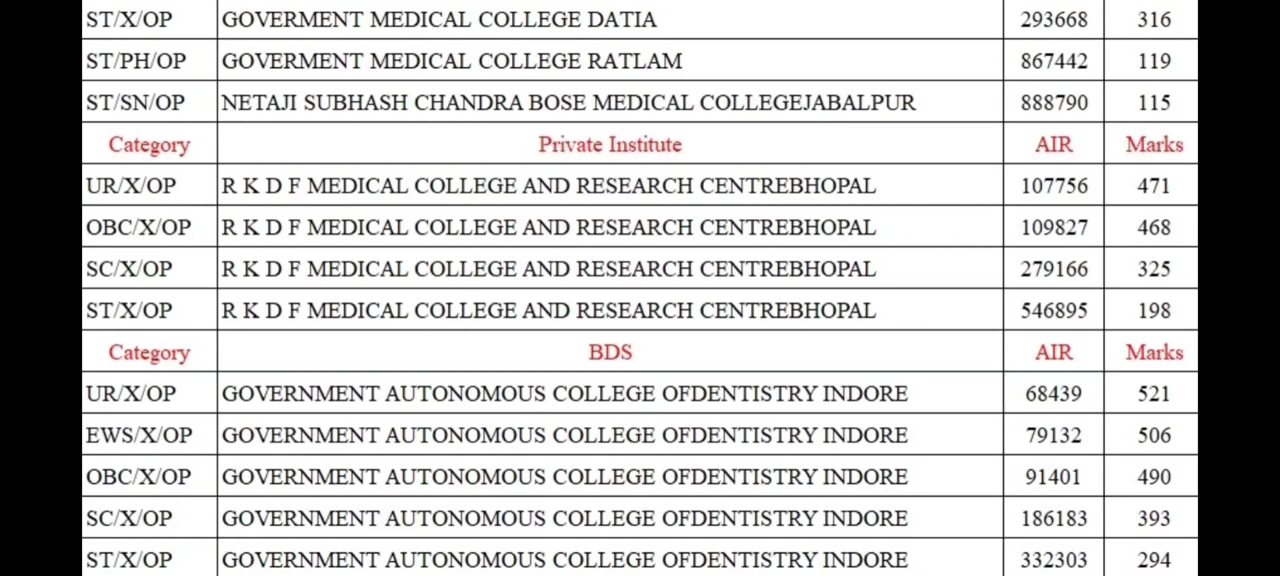 ST/X/OP GOVERMENT MEDICAL COLLEGE DATIA 293668 316
ST/PH/OP GOVERMENT MEDICAL COLLEGE RATLAM 867442 119
ST/SN/OP NETAJI SUBHASH CHANDRA BOSE MEDICAL COLLEGEJABALPUR 888790 115
Category Private Institute AIR Marks
UR/X/OP R K D F MEDICAL COLLEGE AND RESEARCH CENTREBHOPAL 107756 471
OBC/X/OP R K D F MEDICAL COLLEGE AND RESEARCH CENTREBHOPAL 109827 468
SC/X/OP R K D F MEDICAL COLLEGE AND RESEARCH CENTREBHOPAL 279166 325
ST/X/OP R K D F MEDICAL COLLEGE AND RESEARCH CENTREBHOPAL 546895 198
Category BDS AIR Marks
UR/X/OP GOVERNMENT AUTONOMOUS COLLEGE OFDENTISTRY INDORE 68439 521
EWS/X/OP GOVERNMENT AUTONOMOUS COLLEGE OFDENTISTRY INDORE 79132 506
OBC/X/OP GOVERNMENT AUTONOMOUS COLLEGE OFDENTISTRY INDORE 91401 490
SC/X/OP GOVERNMENT AUTONOMOUS COLLEGE OFDENTISTRY INDORE 186183 393
ST/X/OP GOVERNMENT AUTONOMOUS COLLEGE OFDENTISTRY INDORE 332303 294